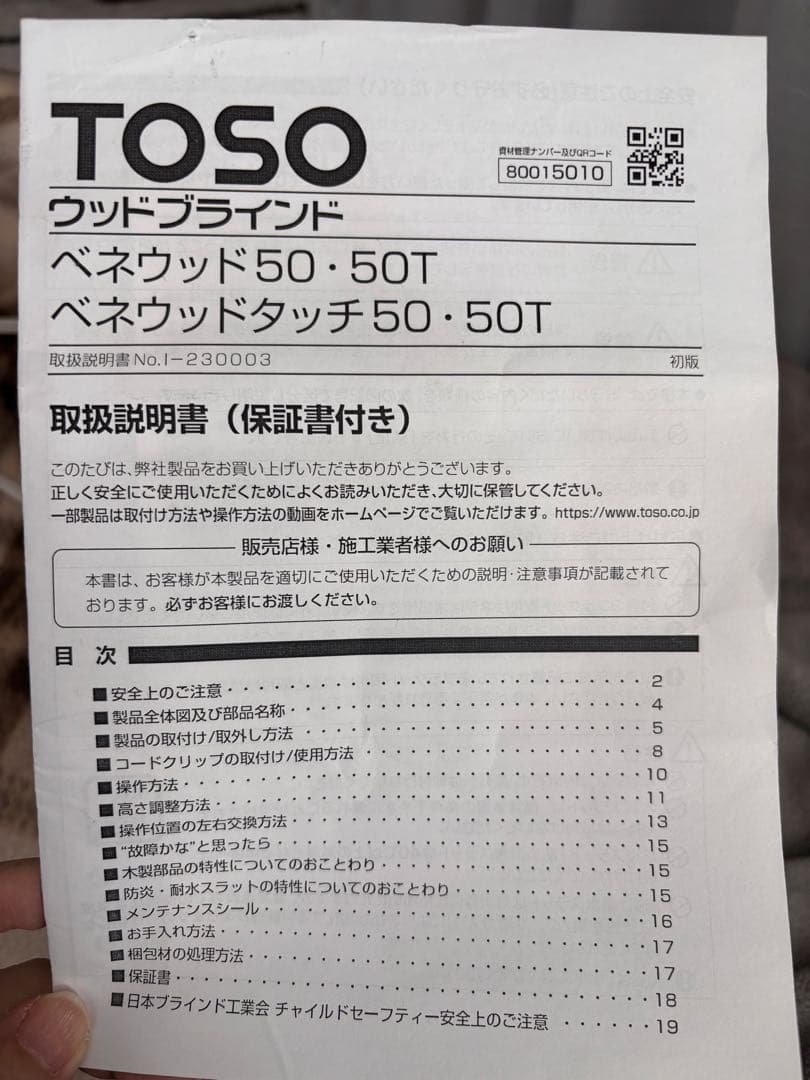 TOSO
資材管理ナンバー及びQRコード
80015010
ウッドブラインド
ベネウッド50・50T
ベネウッドタッチ50・50T
取扱説明書No.I-230003 初版
取扱説明書（保証書付き）
このたびは、弊社製品をお買い上げいただきありがとうございます。
正しく安全にご使用いただくためによくお読みいただき、大切に保管してください。
一部製品は取付け方法や操作方法の動画をホームページでご覧いただけます。https://www.toso.co.jp
販売店様・施工業者様へのお願い
本書は、お客様が本製品を適切にご使用いただくための説明・注意事項が記載されて
おります。必ずお客様にお渡しください。
目 次
■安全上のご注意・・・・・・・・・・・・・・・・・・・・ 2
■製品全体図及び部品名称・・・・・・・・・・・・・・・・ 4
■製品の取付け/取外し方法・・・・・・・・・・・・・・・・ 5
■コードクリップの取付け/使用方法・・・・・・・・・・・・ 8
■操作方法・・・・・・・・・・・・・・・・・・・・・・・ 10
■高さ調整方法・・・・・・・・・・・・・・・・・・・・・ 11
■操作位置の左右交換方法・・・・・・・・・・・・・・・・ 13
■“故障かな”と思ったら・・・・・・・・・・・・・・・・・ 15
■木製部品の特性についてのおことわり・・・・・・・・・・ 15
■防炎・耐水スラットの特性についてのおことわり・・・・・・ 15
■メンテナンスシール・・・・・・・・・・・・・・・・・・ 16
■お手入れ方法・・・・・・・・・・・・・・・・・・・・・ 17
■梱包材の処理方法・・・・・・・・・・・・・・・・・・・ 17
■保証書・・・・・・・・・・・・・・・・・・・・・・・・ 18
■日本ブラインド工業会 チャイルドセーフティー安全上のご注意 ・・・・・・ 19